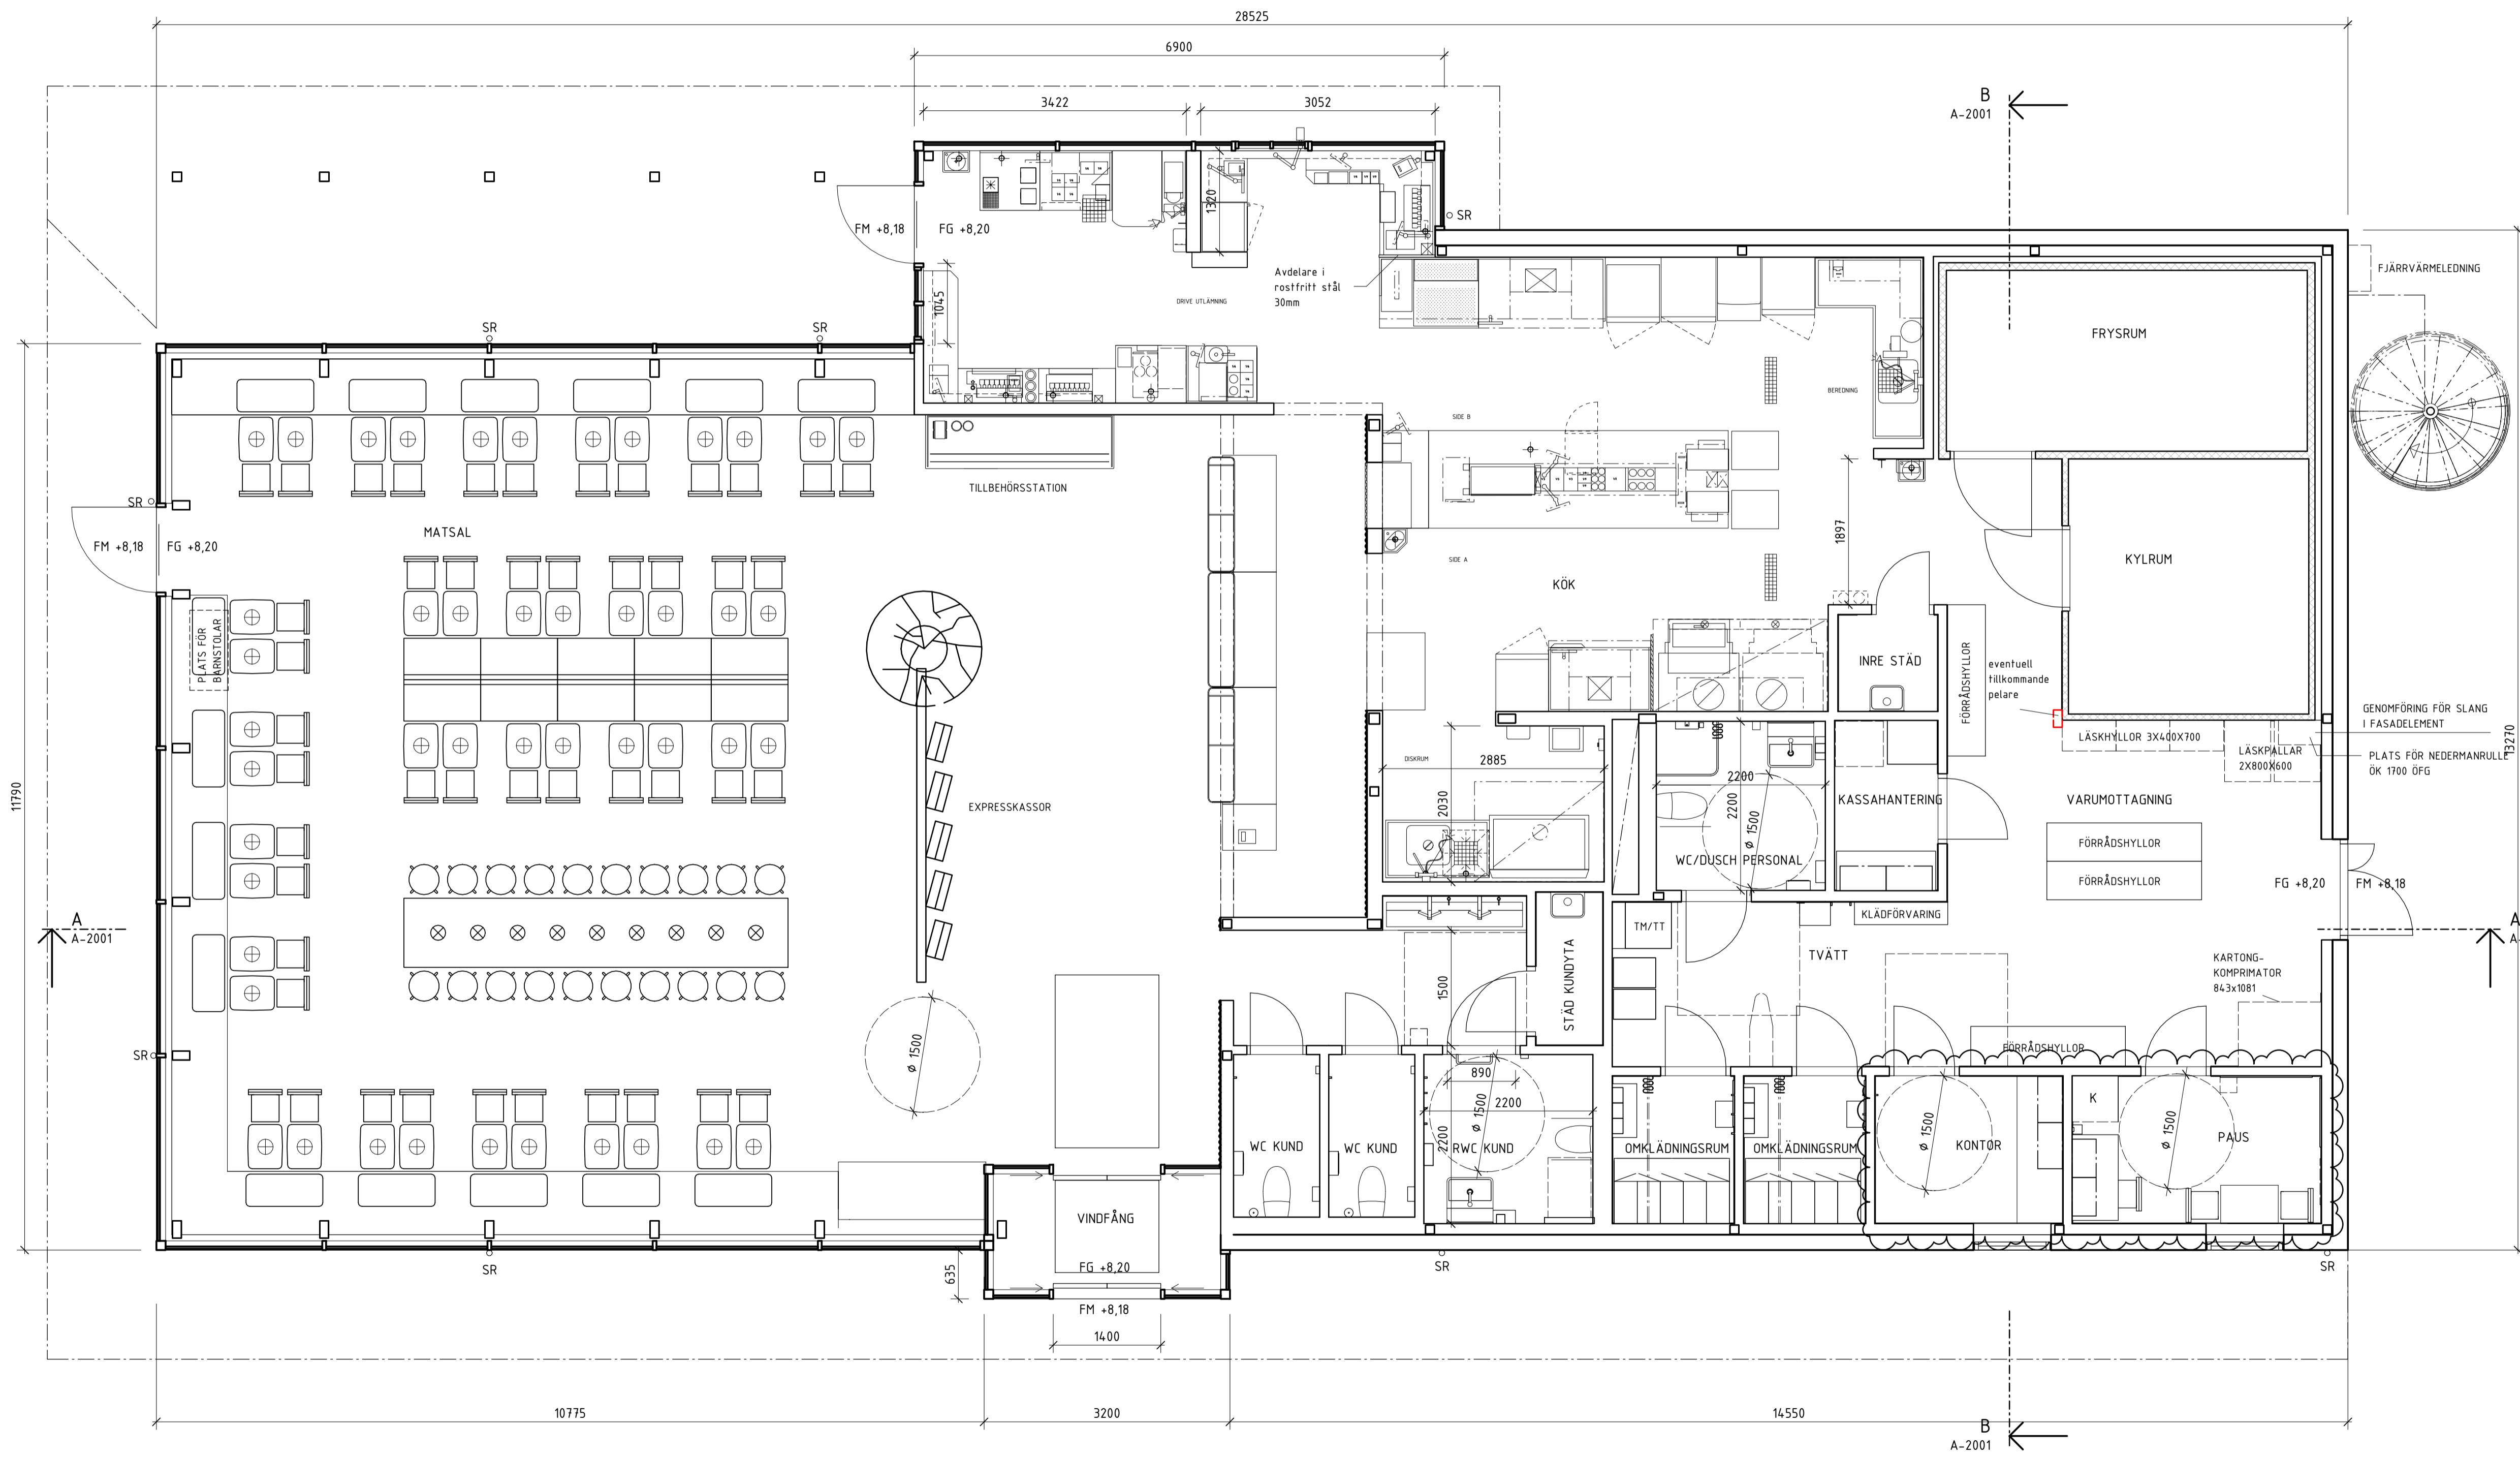 28525
6900
3422
3052
B
A-2001
1320
SR
FM +8,18
FG +8,20
Avdelare i
rostfritt stål
30mm
FJÄRRVÄRMELEDNING
1045
DRIVE UTLÄMNING
SR
SR
FRYSRUM
BEREDNING
SIDE B
TILLBEHÖRSSTATION
SR
MATSAL
1897
FM +8,18
FG +8,20
SIDE A
KÖK
KYLRUM
PLATS FÖR
BARNSTOLAR
INRE STÄD
FÖRRÅDSHYLLOR
eventuell
tillkommande
pelare
GENOMFÖRING FÖR SLANG
I FASADELEMENT
LÄSKHYLLOR 3X400X700
LÄSKPALLAR
2X800X600
PLATS FÖR NEDERMANRULLE
ÖK 1700 ÖFG
13270
DISKRUM
2885
2200
2200
Ø 1500
11790
EXPRESSKASSOR
2030
KASSAHANTERING
VARUMOTTAGNING
FÖRRÅDSHYLLOR
FÖRRÅDSHYLLOR
WC/DUSCH PERSONAL
FG +8,20
FM +8,18
A
A-2001
KLÄDFÖRVARING
TM/TT
TVÄTT
A
A-
STÄD KUNDYTA
1500
KARTONG-
KOMPRIMATOR
843x1081
SR
Ø 1500
FÖRRÅDSHYLLOR
890
Ø 1500
2200
2200
K
Ø 1500
Ø 1500
WC KUND
WC KUND
RWC KUND
OMKLÄDNINGSRUM
OMKLÄDNINGSRUM
KONTOR
PAUS
VINDFÅNG
FG +8,20
635
SR
SR
SR
FM +8,18
1400
10775
3200
14550
B
A-2001